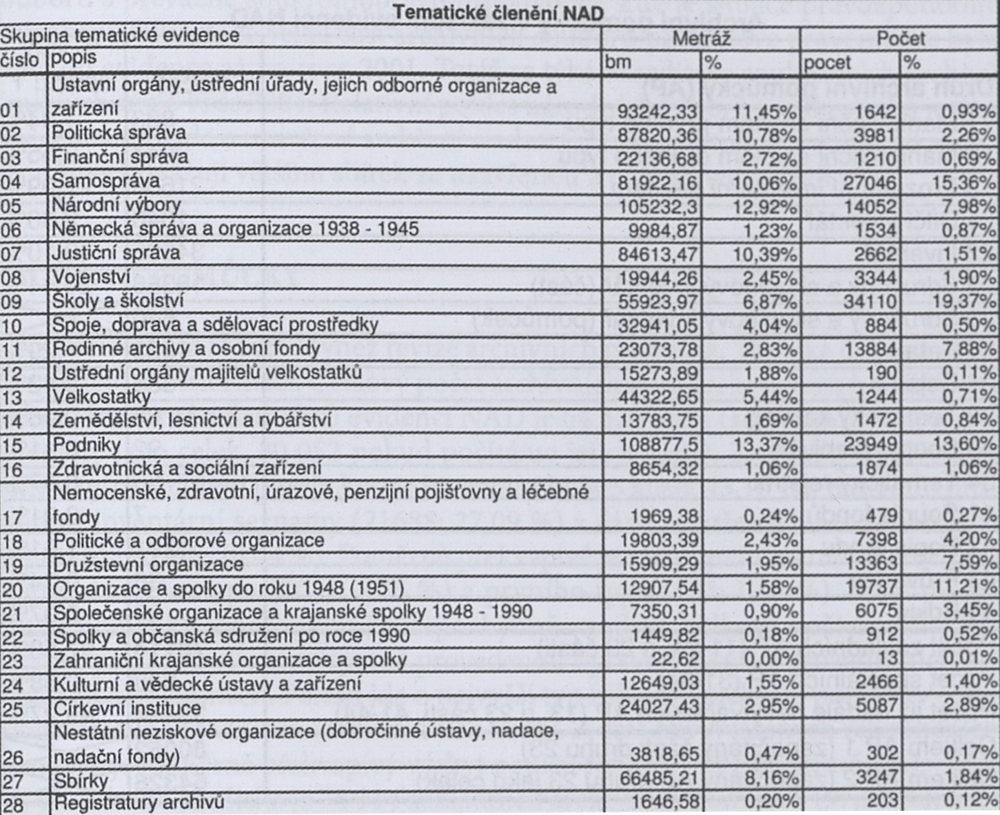 Tematické členění NAD
Skupina tematické evidence Metráž Počet
číslo popis bm % pocet %
Ústavní orgány, ústřední úřady, jejich odborné organizace a
01 zařízení 93242,33 11,45% 1642 0,93%
02 Politická správa 87820,36 10,78% 3981 2,26%
03 Finanční správa 22136,68 2,72% 1210 0,69%
04 Samospráva 81922,16 10,06% 27046 15,36%
05 Národní výbory 105232,3 12,92% 14052 7,98%
06 Německá správa a organizace 1938 - 1945 9984,87 1,23% 1534 0,87%
07 Justiční správa 84613,47 10,39% 2662 1,51%
08 Vojenství 19944,26 2,45% 3344 1,90%
09 Školy a školství 55923,97 6,87% 34110 19,37%
10 Spoje, doprava a sdělovací prostředky 32941,05 4,04% 884 0,50%
11 Rodinné archivy a osobní fondy 23073,78 2,83% 13884 7,88%
12 Ústřední orgány majitelů velkostatků 15273,89 1,88% 190 0,11%
13 Velkostatky 44322,65 5,44% 1244 0,71%
14 Zemědělství, lesnictví a rybářství 13783,75 1,69% 1472 0,84%
15 Podniky 108877,5 13,37% 23949 13,60%
16 Zdravotnická a sociální zařízení 8654,32 1,06% 1874 1,06%
Nemocenské, zdravotní, úrazové, penzijní pojišťovny a léčebné
17 fondy 1969,38 0,24% 479 0,27%
18 Politické a odborové organizace 19803,39 2,43% 7398 4,20%
19 Družstevní organizace 15909,29 1,95% 13363 7,59%
20 Organizace a spolky do roku 1948 (1951) 12907,54 1,58% 19737 11,21%
21 Společenské organizace a krajanské spolky 1948 - 1990 7350,31 0,90% 6075 3,45%
22 Spolky a občanská sdružení po roce 1990 1449,82 0,18% 912 0,52%
23 Zahraniční krajanské organizace a spolky 22,62 0,00% 13 0,01%
24 Kulturní a vědecké ústavy a zařízení 12649,03 1,55% 2466 1,40%
25 Církevní instituce 24027,43 2,95% 5087 2,89%
Nestátní neziskové organizace (dobročinné ústavy, nadace,
26 nadační fondy) 3818,65 0,47% 302 0,17%
27 Sbírky 66485,21 8,16% 3247 1,84%
28 Registratury archivů 1646,58 0,20% 203 0,12%